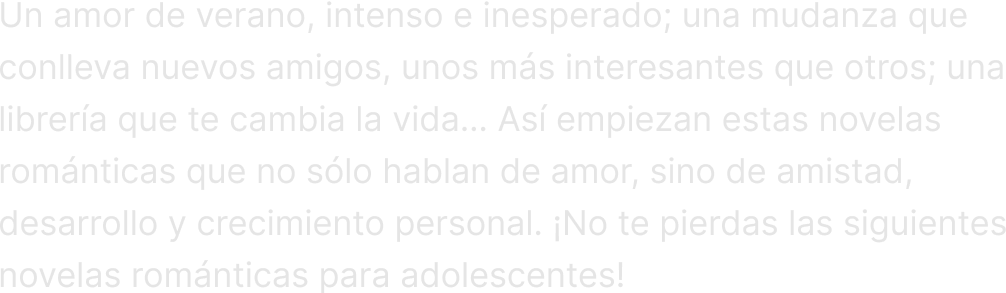 Un amor de verano, intenso e inesperado; una mudanza que
conlleva nuevos amigos, unos más interesantes que otros; una
librería que te cambia la vida... Así empiezan estas novelas
románticas que no sólo hablan de amor, sino de amistad,
desarrollo y crecimiento personal. ¡No te pierdas las siguientes
novelas románticas para adolescentes!